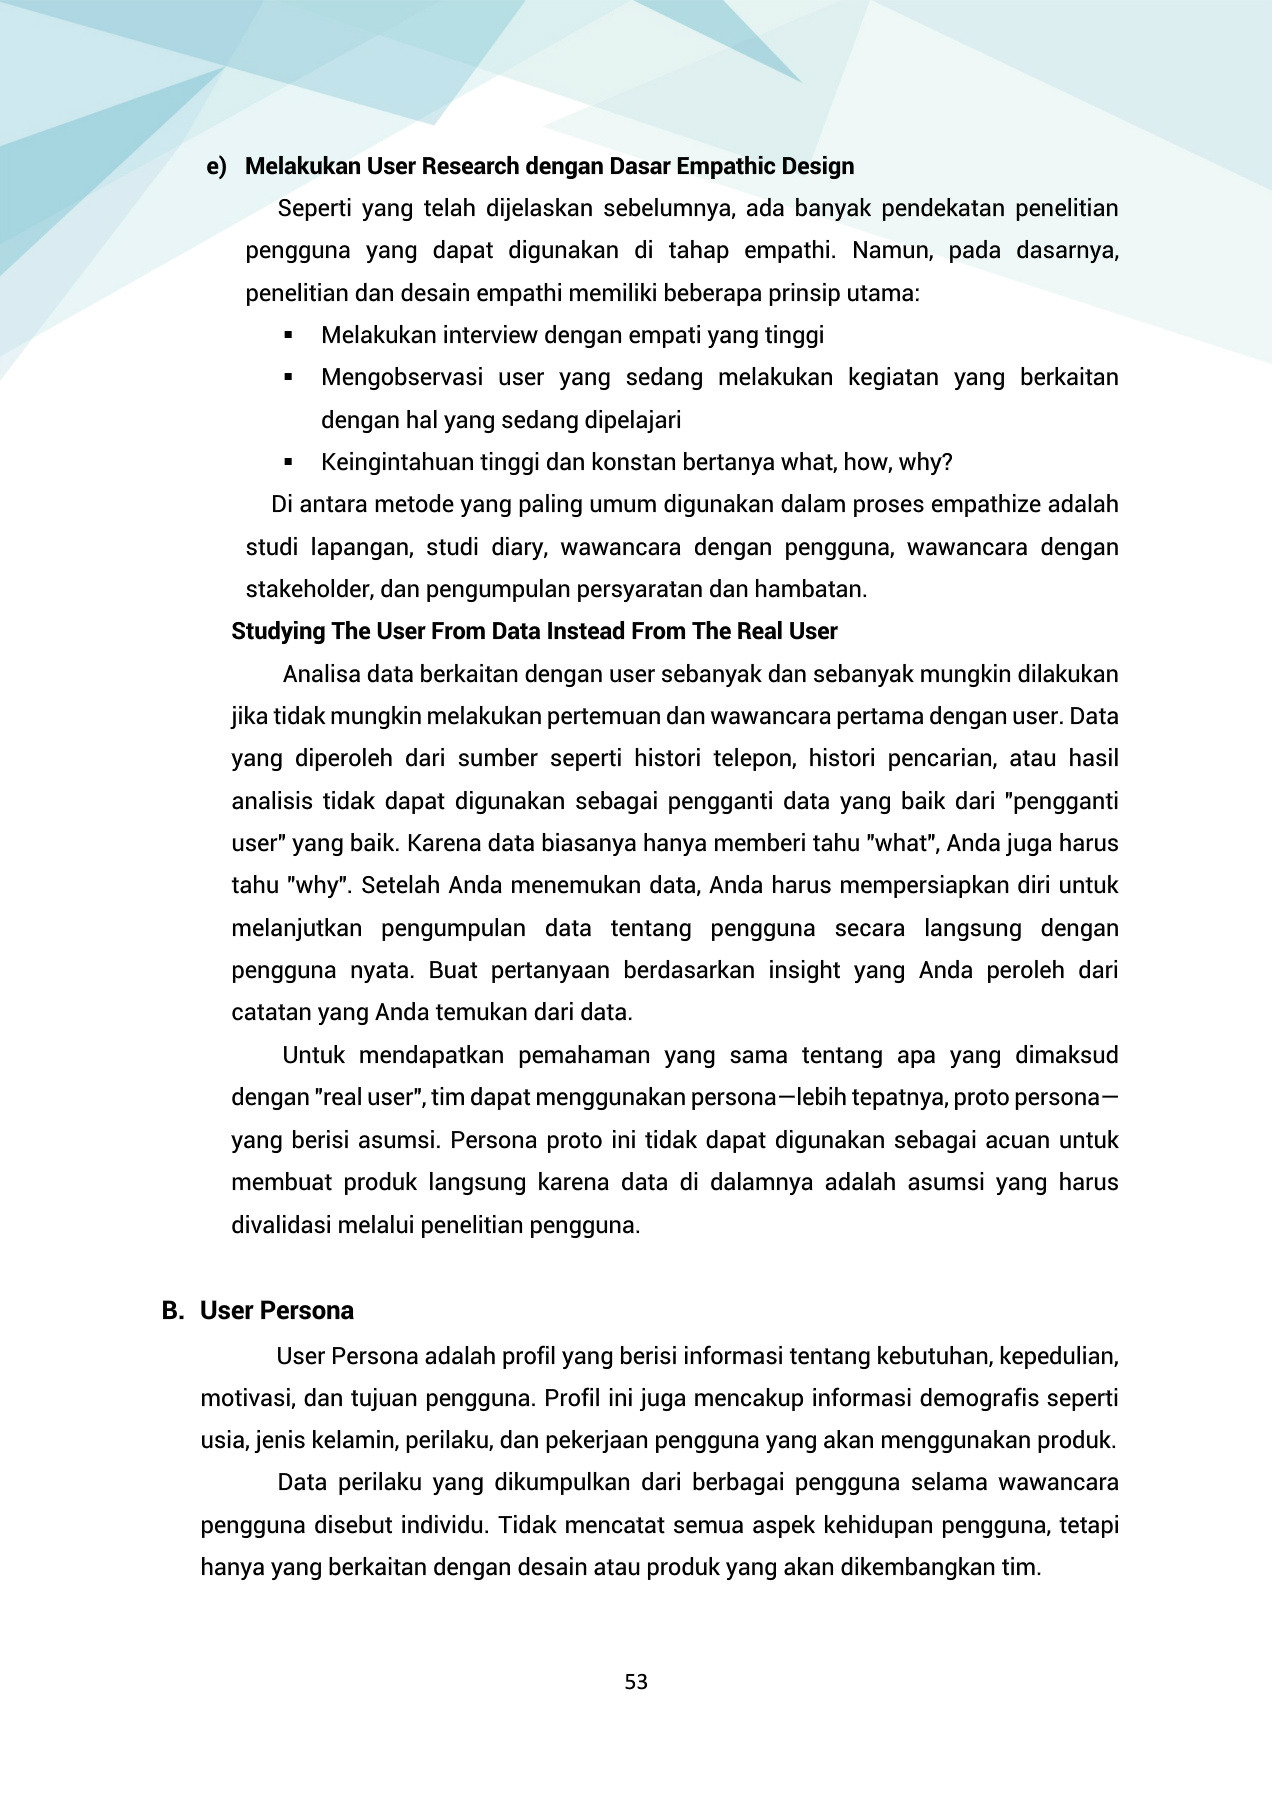 e) Melakukan User Research dengan Dasar Empathic Design
Seperti yang telah dijelaskan sebelumnya, ada banyak pendekatan penelitian
pengguna yang dapat digunakan di tahap empathi. Namun, pada dasarnya,
penelitian dan desain empathi memiliki beberapa prinsip utama:
▪ Melakukan interview dengan empati yang tinggi
▪ Mengobservasi user yang sedang melakukan kegiatan yang berkaitan
dengan hal yang sedang dipelajari
▪ Keingintahuan tinggi dan konstan bertanya what, how, why?
Di antara metode yang paling umum digunakan dalam proses empathize adalah
studi lapangan, studi diary, wawancara dengan pengguna, wawancara dengan
stakeholder, dan pengumpulan persyaratan dan hambatan.
Studying The User From Data Instead From The Real User
Analisa data berkaitan dengan user sebanyak dan sebanyak mungkin dilakukan
jika tidak mungkin melakukan pertemuan dan wawancara pertama dengan user. Data
yang diperoleh dari sumber seperti histori telepon, histori pencarian, atau hasil
analisis tidak dapat digunakan sebagai pengganti data yang baik dari "pengganti
user" yang baik. Karena data biasanya hanya memberi tahu "what", Anda juga harus
tahu "why". Setelah Anda menemukan data, Anda harus mempersiapkan diri untuk
melanjutkan pengumpulan data tentang pengguna secara langsung dengan
pengguna nyata. Buat pertanyaan berdasarkan insight yang Anda peroleh dari
catatan yang Anda temukan dari data.
Untuk mendapatkan pemahaman yang sama tentang apa yang dimaksud
dengan "real user", tim dapat menggunakan persona—lebih tepatnya, proto persona—
yang berisi asumsi. Persona proto ini tidak dapat digunakan sebagai acuan untuk
membuat produk langsung karena data di dalamnya adalah asumsi yang harus
divalidasi melalui penelitian pengguna.
B. User Persona
User Persona adalah profil yang berisi informasi tentang kebutuhan, kepedulian,
motivasi, dan tujuan pengguna. Profil ini juga mencakup informasi demografis seperti
usia, jenis kelamin, perilaku, dan pekerjaan pengguna yang akan menggunakan produk.
Data perilaku yang dikumpulkan dari berbagai pengguna selama wawancara
pengguna disebut individu. Tidak mencatat semua aspek kehidupan pengguna, tetapi
hanya yang berkaitan dengan desain atau produk yang akan dikembangkan tim.
53